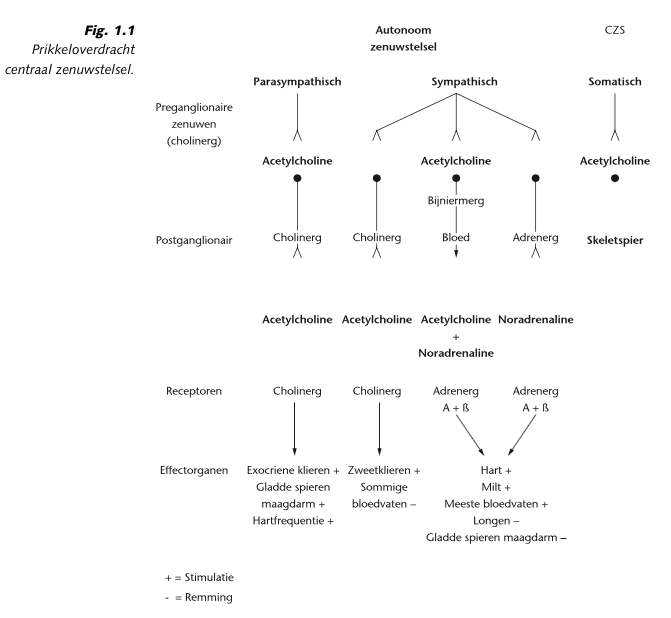 Fig. 1.1
Prikkeloverdracht
centraal zenuwstelsel.
Autonoom
zenuwstelsel
CZS
Parasympathisch
Sympathisch
Somatisch
Preganglionaire
zenuwen
(cholinerg)
Acetylcholine
Acetylcholine
Acetylcholine
Bijniermerg
Postganglionair
Cholinerg
Cholinerg
Bloed
Adrenerg
Skeletspier
Acetylcholine
Acetylcholine
Acetylcholine
+
Noradrenaline
Noradrenaline
Receptoren
Cholinerg
Cholinerg
Adrenerg
A + ß
Adrenerg
A + ß
Effectorganen
Exocriene klieren +
Gladde spieren
maagdarm +
Hartfrequentie +
Zweetklieren +
Sommige
bloedvaten –
Hart +
Milt +
Meeste bloedvaten +
Longen –
Gladde spieren maagdarm –
+ = Stimulatie
- = Remming